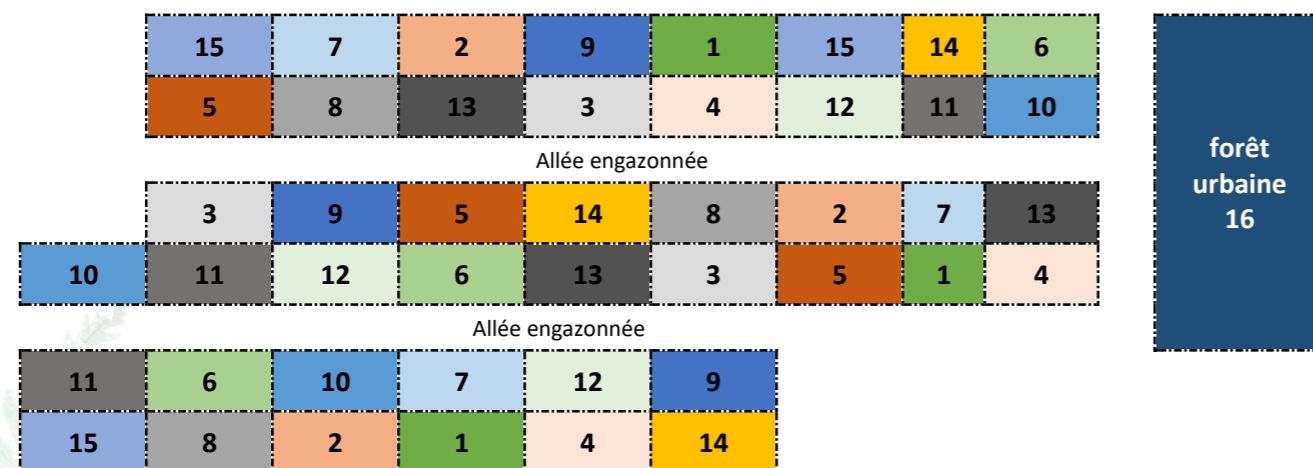 15 7 2 9 1 15 14 6
5 8 13 3 4 12 11 10
Allée engazonnée
3 9 5 14 8 2 7 13
10 11 12 6 13 3 5 1 4
Allée engazonnée
11 6 10 7 12 9
15 8 2 1 4 14
forêt
urbaine
16